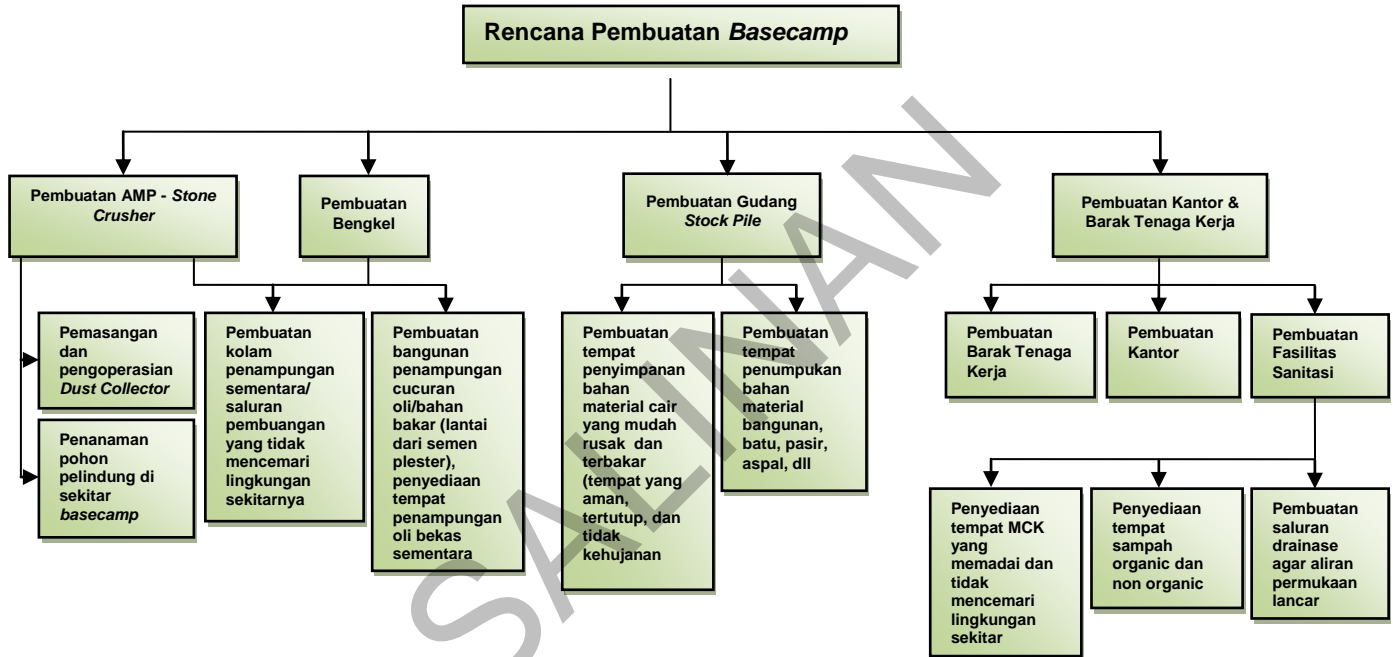 Rencana Pembuatan Basecamp
Pembuatan AMP - Stone
Crusher
Pembuatan
Bengkel
Pembuatan Gudang
Stock Pile
Pembuatan Kantor &
Barak Tenaga Kerja
Pemasangan
dan
pengoperasian
Dust Collector
Penanaman
pohon
pelindung di
sekitar
basecamp
Pembuatan
kolam
penampungan
sementara/
saluran
pembuangan
yang tidak
mencemari
lingkungan
sekitarnya
Pembuatan
bangunan
penampungan
cucuran
oli/bahan
bakar (lantai
dari semen
plester),
penyediaan
tempat
penampungan
oli bekas
sementara
Pembuatan
tempat
penyimpanan
bahan
material cair
yang mudah
rusak dan
terbakar
(tempat yang
aman,
tertutup, dan
tidak
kehujanan
Pembuatan
tempat
penumpukan
bahan
material
bangunan,
batu, pasir,
aspal, dll
Pembuatan
Barak Tenaga
Kerja
Pembuatan
Kantor
Pembuatan
Fasilitas
Sanitasi
Penyediaan
tempat MCK
yang
memadai dan
tidak
mencemari
lingkungan
sekitar
Penyediaan
tempat
sampah
organic dan
non organic
Pembuatan
saluran
drainase
agar aliran
permukaan
lancar
SALINAN